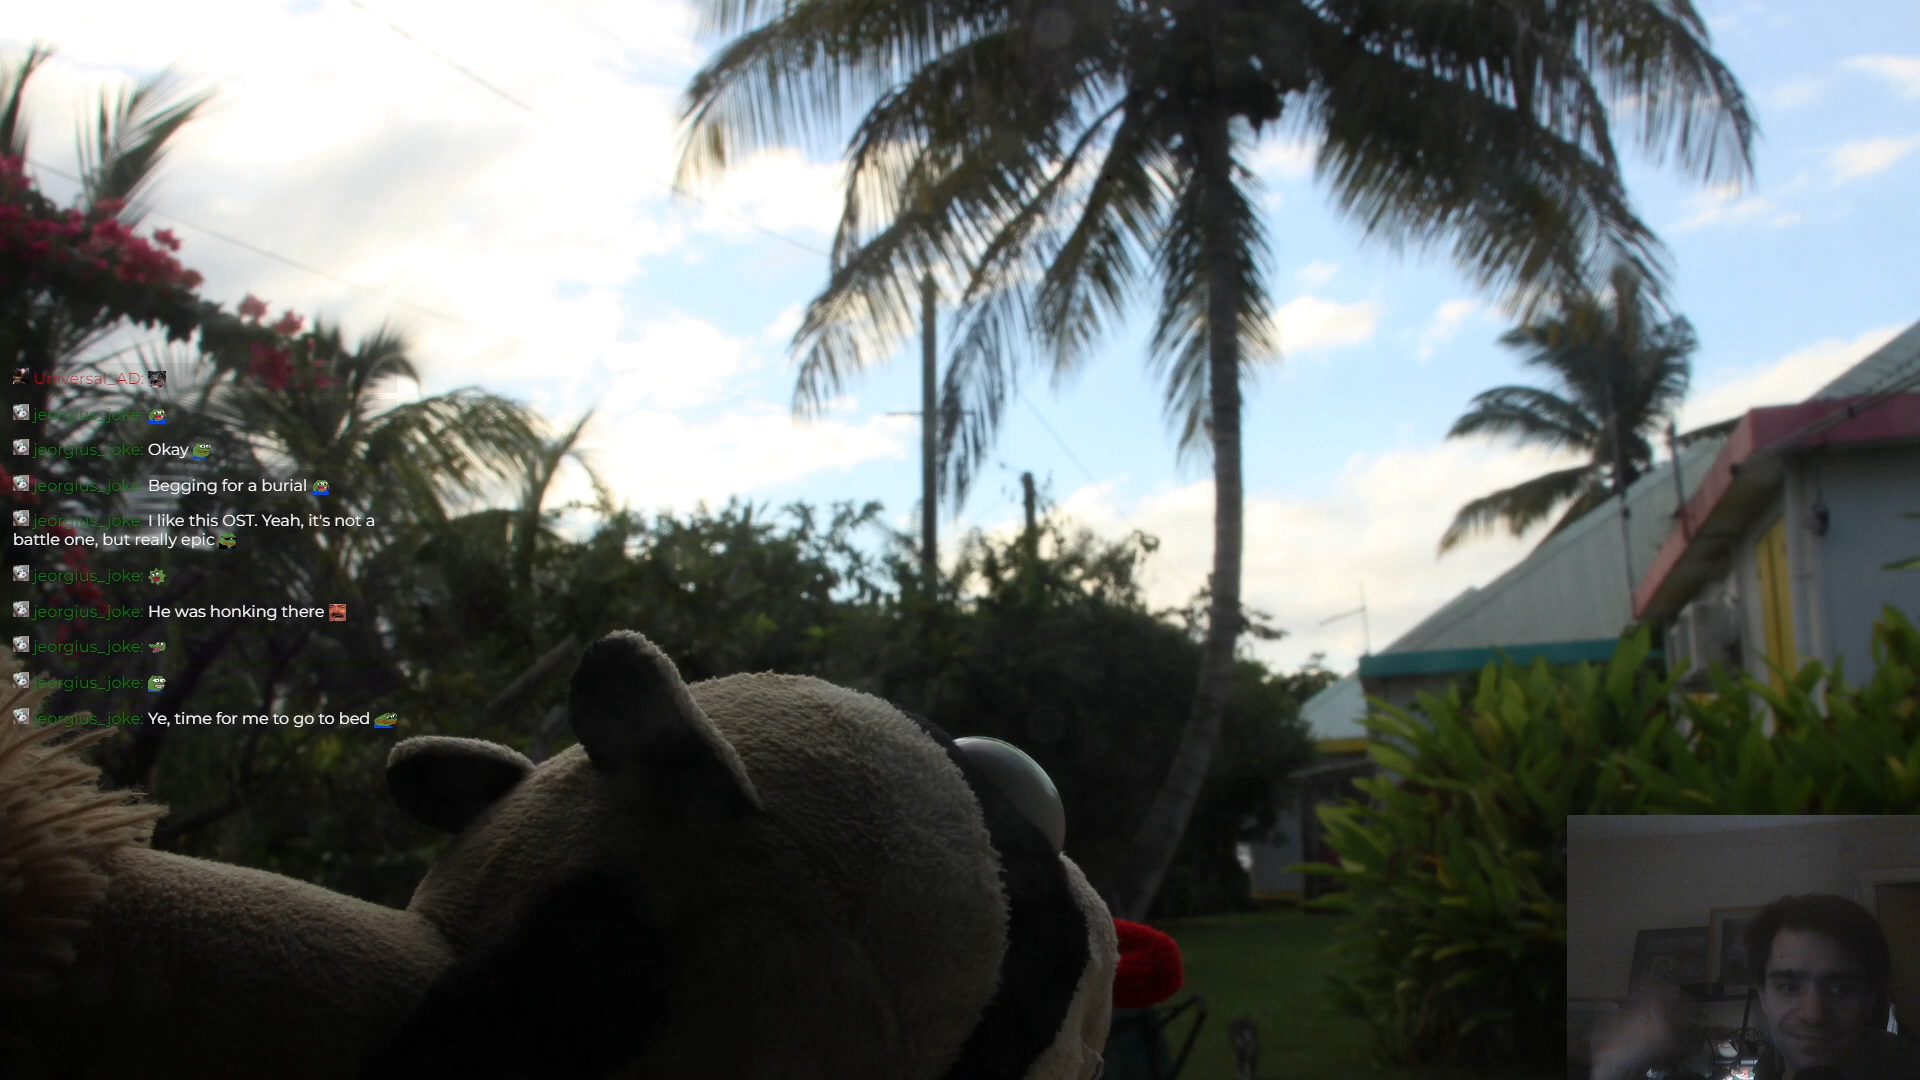 Universal_AD:
jeorgius_joke:
jeorgius_joke: Okay
jeorgius_joke: Begging for a burial
jeorgius_joke: I like this OST. Yeah, it's not a
battle one, but really epic
jeorgius_joke:
jeorgius_joke: He was honking there
jeorgius_joke:
jeorgius_joke:
jeorgius_joke: Ye, time for me to go to bed